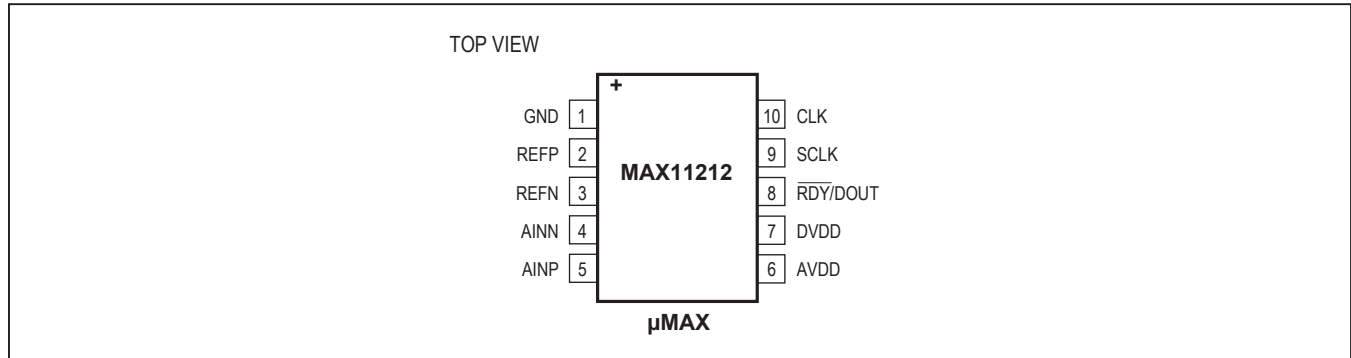 TOP VIEW
+
GND 1
REFP 2
REFN 3
AINN 4
AINP 5
MAX11212
10 CLK
9 SCLK
8 R̅D̅Y̅/DOUT
7 DVDD
6 AVDD
µMAX